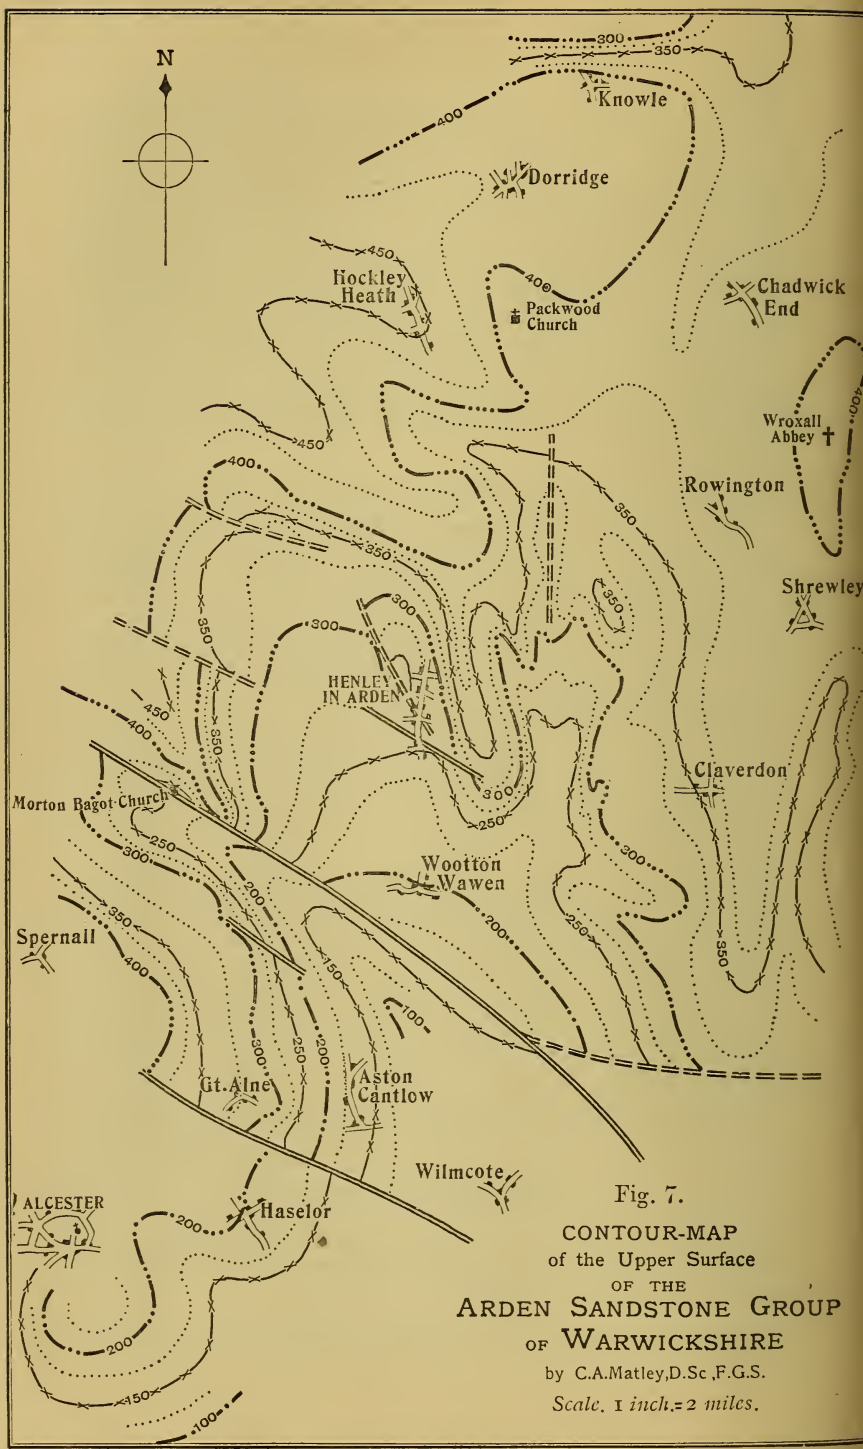 300
350
N
400
Knowle
Dorridge
450
Hockley
Heath
400
Packwood
Church
Chadwick
End
400
450
Wroxall
Abbey
400
Rowington
350
350
300
350
Shrewley
350
300
HENLEY
IN ARDEN
450
400
350
Claverdon
300
Morton Bagot Church
250
250
300
300
Wootton
Wawen
200
350
200
250
Spernall
350
400
150
100
300
250
200
Gt. Alne
Aston
Cantlow
Wilmcote
ALCESTER
200
Haselor
200
150
100
Fig. 7.
CONTOUR-MAP
of the Upper Surface
OF THE
ARDEN SANDSTONE GROUP
OF WARWICKSHIRE
by C.A.Matley,D.Sc.,F.G.S.
Scale. 1 inch.=2 miles.